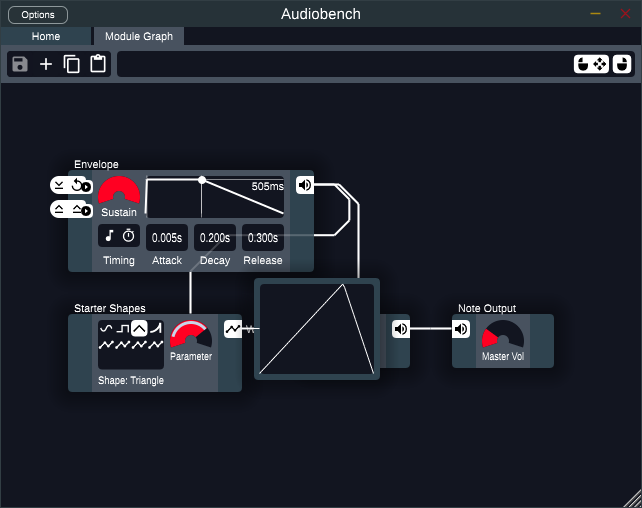 Options
Audiobench
Home
Module Graph
Envelope
505ms
Sustain
0.005s
0.200s
0.300s
Timing
Attack
Decay
Release
Starter Shapes
Note Output
Parameter
Master Vol
Shape: Triangle